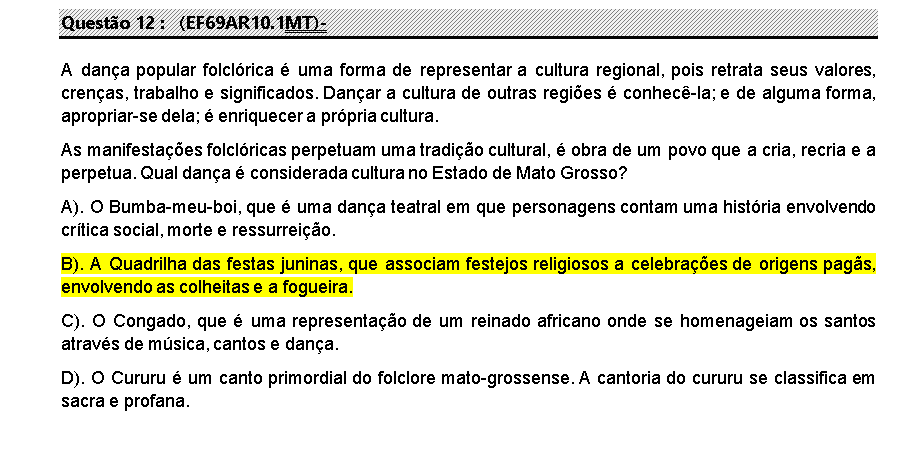 Questão 12 : (EF69AR10.1MT)-
A dança popular folclórica é uma forma de representar a cultura regional, pois retrata seus valores,
crenças, trabalho e significados. Dançar a cultura de outras regiões é conhecê-la; e de alguma forma,
apropriar-se dela; é enriquecer a própria cultura.
As manifestações folclóricas perpetuam uma tradição cultural, é obra de um povo que a cria, recria e a
perpetua. Qual dança é considerada cultura no Estado de Mato Grosso?
A). O Bumba-meu-boi, que é uma dança teatral em que personagens contam uma história envolvendo
crítica social, morte e ressurreição.
B). A Quadrilha das festas juninas, que associam festejos religiosos a celebrações de origens pagãs,
envolvendo as colheitas e a fogueira.
C). O Congado, que é uma representação de um reinado africano onde se homenageiam os santos
através de música, cantos e dança.
D). O Cururu é um canto primordial do folclore mato-grossense. A cantoria do cururu se classifica em
sacra e profana.